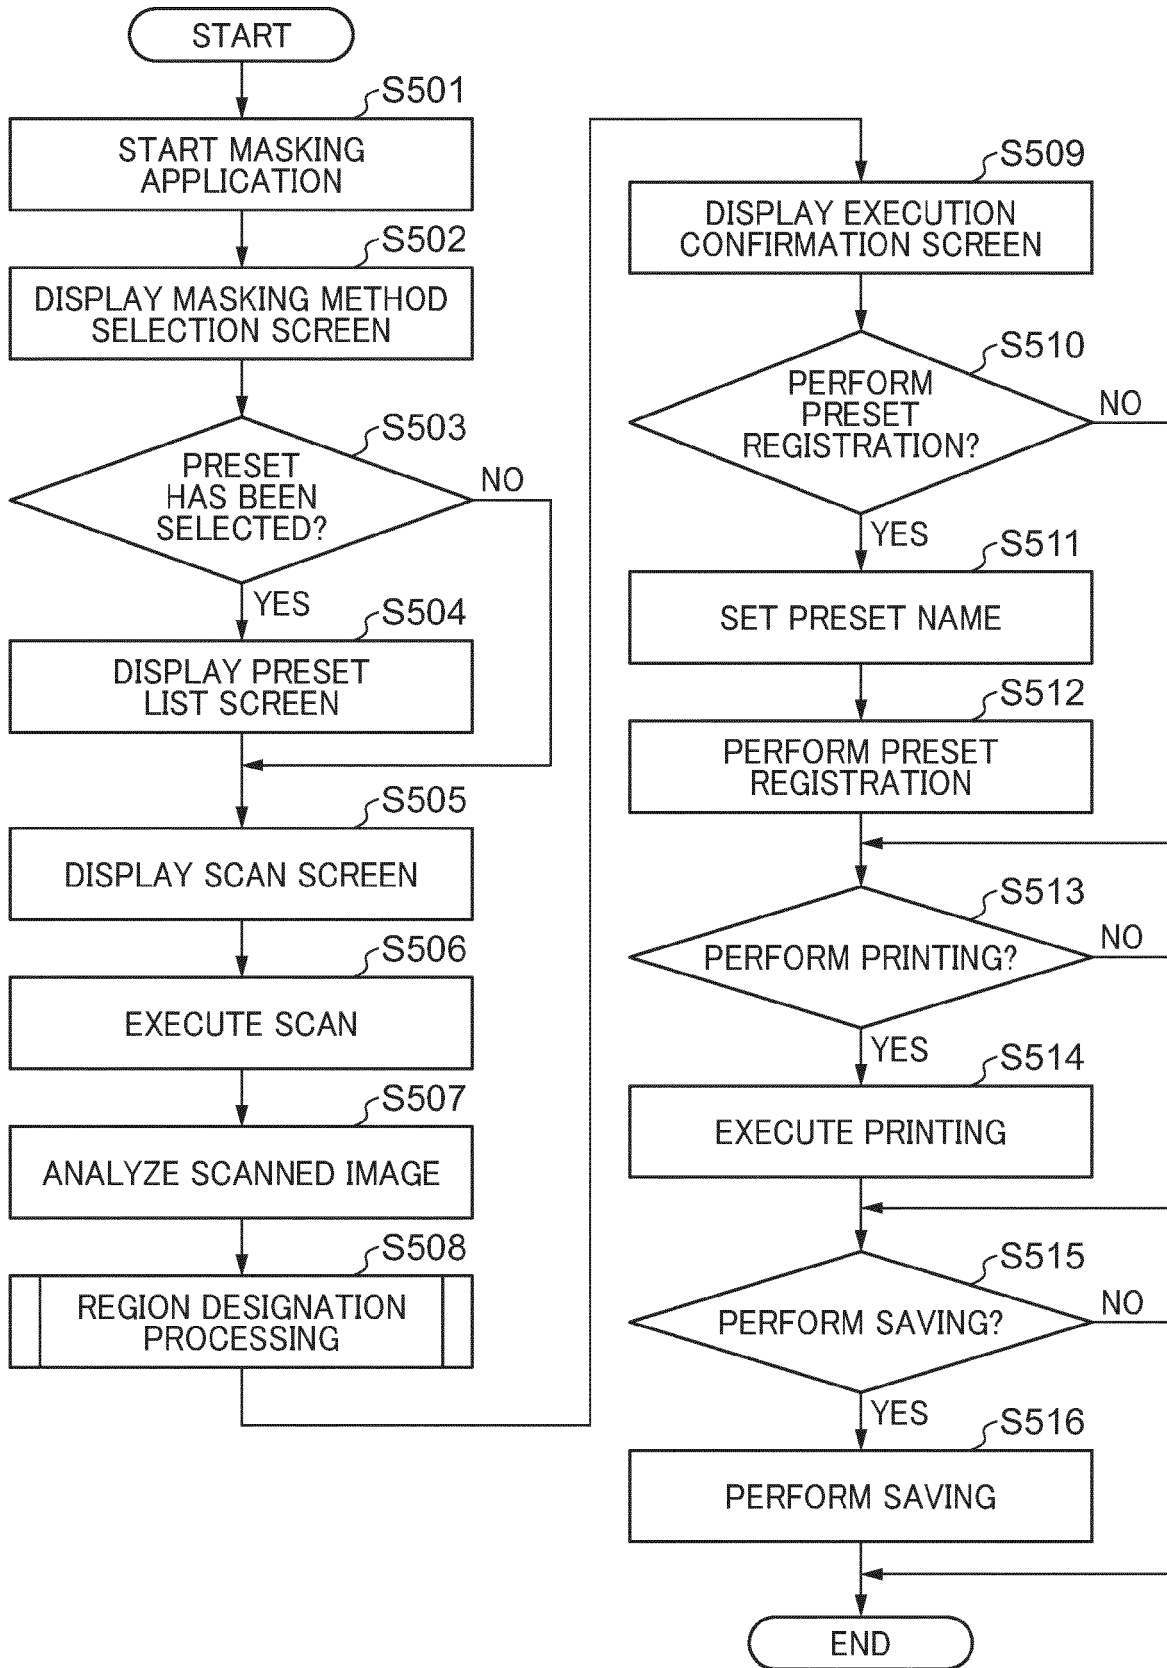 START
S501
START MASKING
APPLICATION
S502
DISPLAY MASKING METHOD
SELECTION SCREEN
S503
PRESET
HAS BEEN
SELECTED?
NO
YES
S504
DISPLAY PRESET
LIST SCREEN
S505
DISPLAY SCAN SCREEN
S506
EXECUTE SCAN
S507
ANALYZE SCANNED IMAGE
S508
REGION DESIGNATION
PROCESSING
S509
DISPLAY EXECUTION
CONFIRMATION SCREEN
S510
PERFORM
PRESET
REGISTRATION?
NO
YES
S511
SET PRESET NAME
S512
PERFORM PRESET
REGISTRATION
S513
PERFORM PRINTING?
NO
YES
S514
EXECUTE PRINTING
S515
PERFORM SAVING?
NO
YES
S516
PERFORM SAVING
END